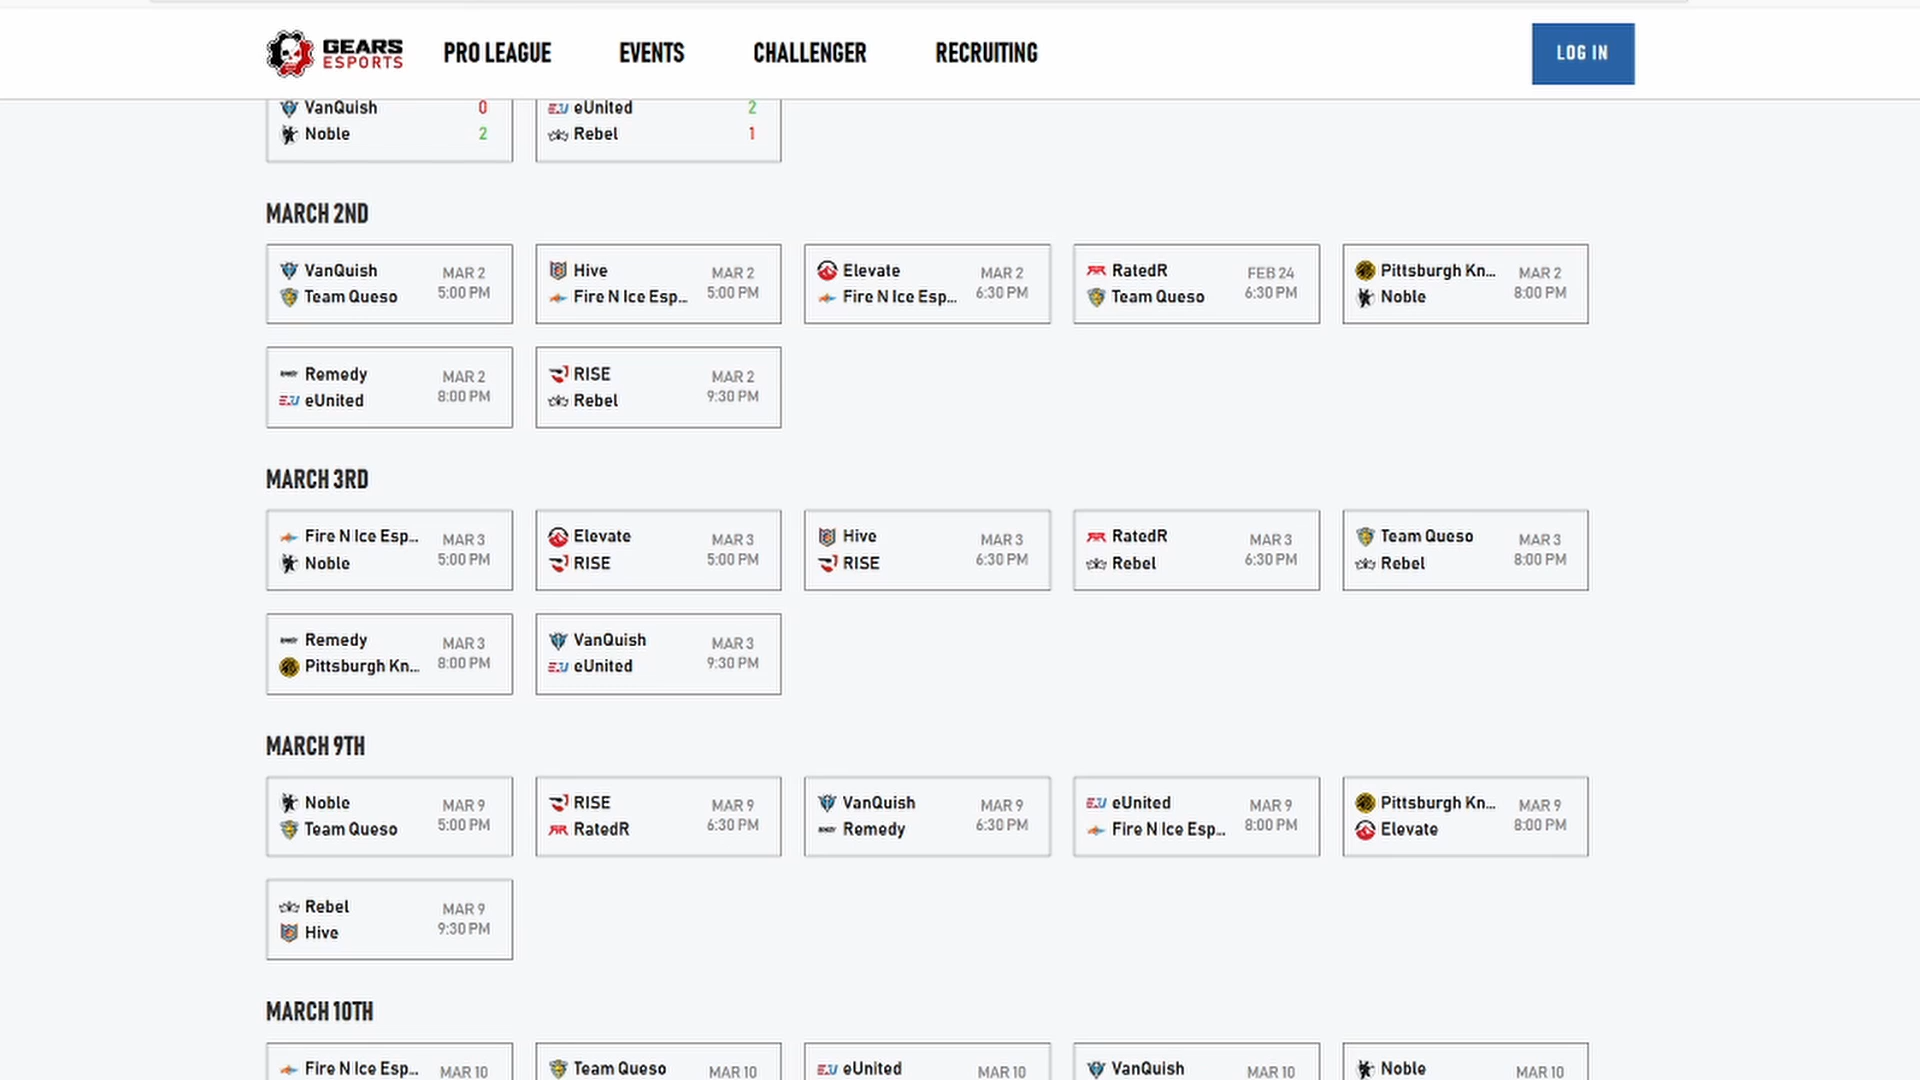 GEARS
ESPORTS
PRO LEAGUE
EVENTS
CHALLENGER
RECRUITING
LOG IN
VanQuish 0
Noble 2
eUnited 2
Rebel 1
MARCH 2ND
VanQuish
Team Queso
MAR 2
5:00 PM
Hive
Fire N Ice Esp...
MAR 2
5:00 PM
Elevate
Fire N Ice Esp...
MAR 2
6:30 PM
RatedR
Team Queso
FEB 24
6:30 PM
Pittsburgh Kn...
Noble
MAR 2
8:00 PM
Remedy
eUnited
MAR 2
8:00 PM
RISE
Rebel
MAR 2
9:30 PM
MARCH 3RD
Fire N Ice Esp...
Noble
MAR 3
5:00 PM
Elevate
RISE
MAR 3
5:00 PM
Hive
RISE
MAR 3
6:30 PM
RatedR
Rebel
MAR 3
6:30 PM
Team Queso
Rebel
MAR 3
8:00 PM
Remedy
Pittsburgh Kn...
MAR 3
8:00 PM
VanQuish
eUnited
MAR 3
9:30 PM
MARCH 9TH
Noble
Team Queso
MAR 9
5:00 PM
RISE
RatedR
MAR 9
6:30 PM
VanQuish
Remedy
MAR 9
6:30 PM
eUnited
Fire N Ice Esp...
MAR 9
8:00 PM
Pittsburgh Kn...
Elevate
MAR 9
8:00 PM
Rebel
Hive
MAR 9
9:30 PM
MARCH 10TH
Fire N Ice Esp...
MAR 10
Team Queso
MAR 10
eUnited
MAR 10
VanQuish
MAR 10
Noble
MAR 10